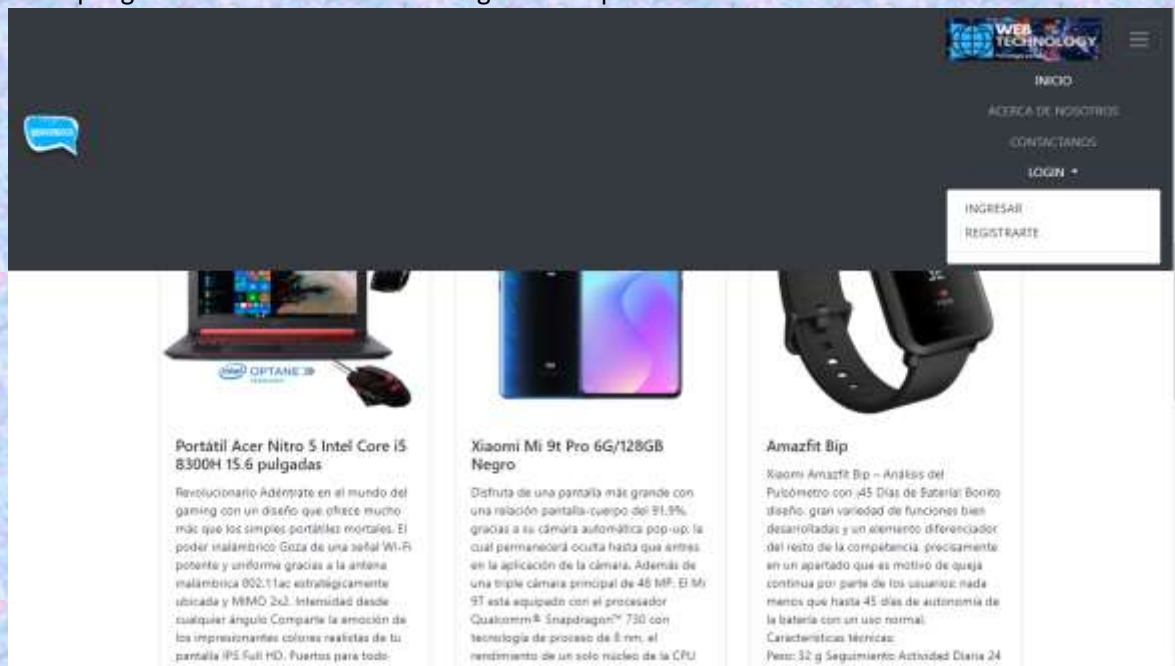 WEB
TECHNOLOGY
INICIO
ACERCA DE NOSOTROS
CONTACTANOS
LOGIN
INGRESAR
REGISTRARTE
intel OPTANE
Portátil Acer Nitro 5 Intel Core i5
8300H 15.6 pulgadas
Revolucionario Adéntrate en el mundo del
gaming con un diseño que ofrece mucho
más que los simples portátiles mortales. El
poder inalámbrico Goza de una señal Wi-Fi
potente y uniforme gracias a la antena
inalámbrica 802.11ac estratégicamente
ubicada y MIMO 2x2. Intensidad desde
cualquier ángulo Comparte la emoción de
los impresionantes colores realistas de tu
pantalla IPS Full HD. Puertos para todo
Xiaomi Mi 9t Pro 6G/128GB
Negro
Disfruta de una pantalla más grande con
una relación pantalla-cuerpo del 91.9%,
gracias a su cámara automática pop-up; la
cual permanecerá oculta hasta que entres
en la aplicación de la cámara. Además de
una triple cámara principal de 48 MP. El Mi
9T está equipado con el procesador
Qualcomm® Snapdragon™ 730 con
tecnología de proceso de 8 nm, el
rendimiento de un solo núcleo de la CPU
Amazfit Bip
Xiaomi Amazfit Bip – Análisis del
Pulsómetro con ¡45 Días de Batería! Bonito
diseño, gran variedad de funciones bien
desarrolladas y un elemento diferenciador
del resto de la competencia, precisamente
en un apartado que es motivo de queja
continua por parte de los usuarios: nada
menos que hasta 45 días de autonomía de
la batería con un uso normal.
Características técnicas:
Peso: 32 g Seguimiento Actividad Diaria 24